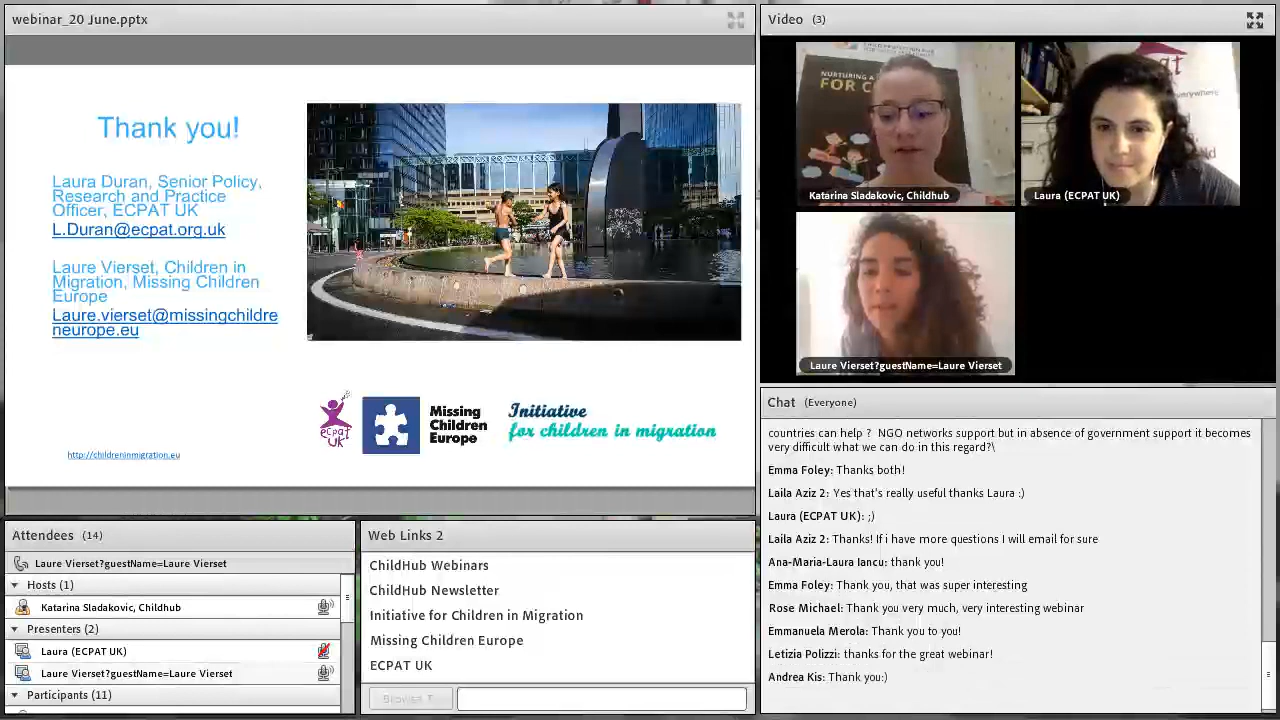 webinar_20 June.pptx
Thank you!
Laura Duran, Senior Policy,
Research and Practice
Officer, ECPAT UK
L.Duran@ecpat.org.uk
Laure Vierset, Children in
Migration, Missing Children
Europe
Laure.vierset@missingchildre
neurope.eu
ecpat
UK
Missing
Children
Europe
Initiative
for children in migration
http://childreninmigration.eu
Video (3)
NURTURING A
FOR C
Katarina Sladakovic, Childhub
Laura (ECPAT UK)
Laure Vierset?guestName=Laure Vierset
Attendees (14)
Laure Vierset?guestName=Laure Vierset
Hosts (1)
Katarina Sladakovic, Childhub
Presenters (2)
Laura (ECPAT UK)
Laure Vierset?guestName=Laure Vierset
Participants (11)
Web Links 2
ChildHub Webinars
ChildHub Newsletter
Initiative for Children in Migration
Missing Children Europe
ECPAT UK
Browse T
Chat (Everyone)
countries can help ? NGO networks support but in absence of government support it becomes
very difficult what we can do in this regard?\
Emma Foley: Thanks both!
Laila Aziz 2: Yes that's really useful thanks Laura :)
Laura (ECPAT UK): ;)
Laila Aziz 2: Thanks! If i have more questions I will email for sure
Ana-Maria-Laura Iancu: thank you!
Emma Foley: Thank you, that was super interesting
Rose Michael: Thank you very much, very interesting webinar
Emmanuela Merola: Thank you to you!
Letizia Polizzi: thanks for the great webinar!
Andrea Kis: Thank you:)